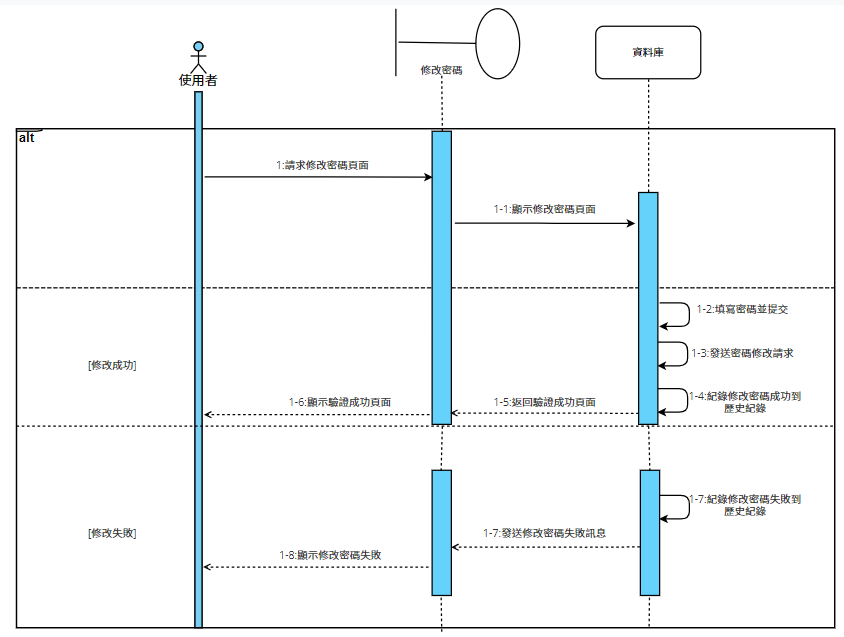 使用者
修改密碼
資料庫
alt
1:請求修改密碼頁面
1-1:顯示修改密碼頁面
1-2:填寫密碼並提交
[修改成功]
1-3:發送密碼修改請求
1-6:顯示驗證成功頁面
1-5:返回驗證成功頁面
1-4:紀錄修改密碼成功到
歷史紀錄
[修改失敗]
1-7:紀錄修改密碼失敗到
歷史紀錄
1-7:發送修改密碼失敗訊息
1-8:顯示修改密碼失敗